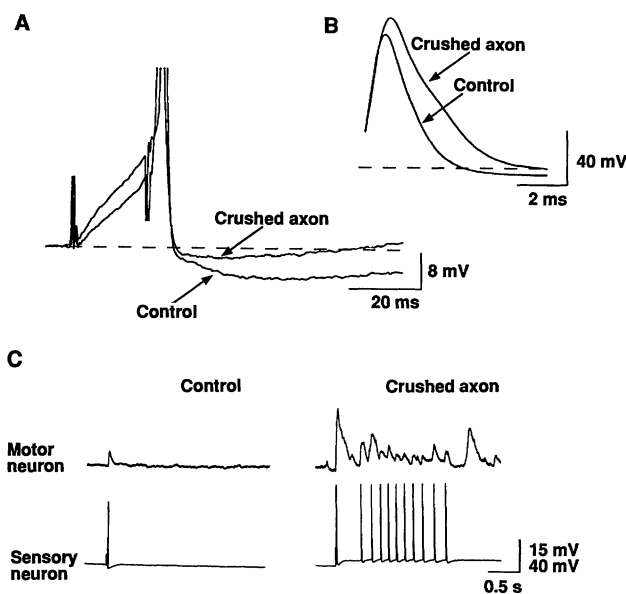 A
B
Crushed axon
Control
40 mV
2 ms
Crushed axon
Control
8 mV
20 ms
C
Control
Crushed axon
Motor
neuron
Sensory
neuron
15 mV
40 mV
0.5 s